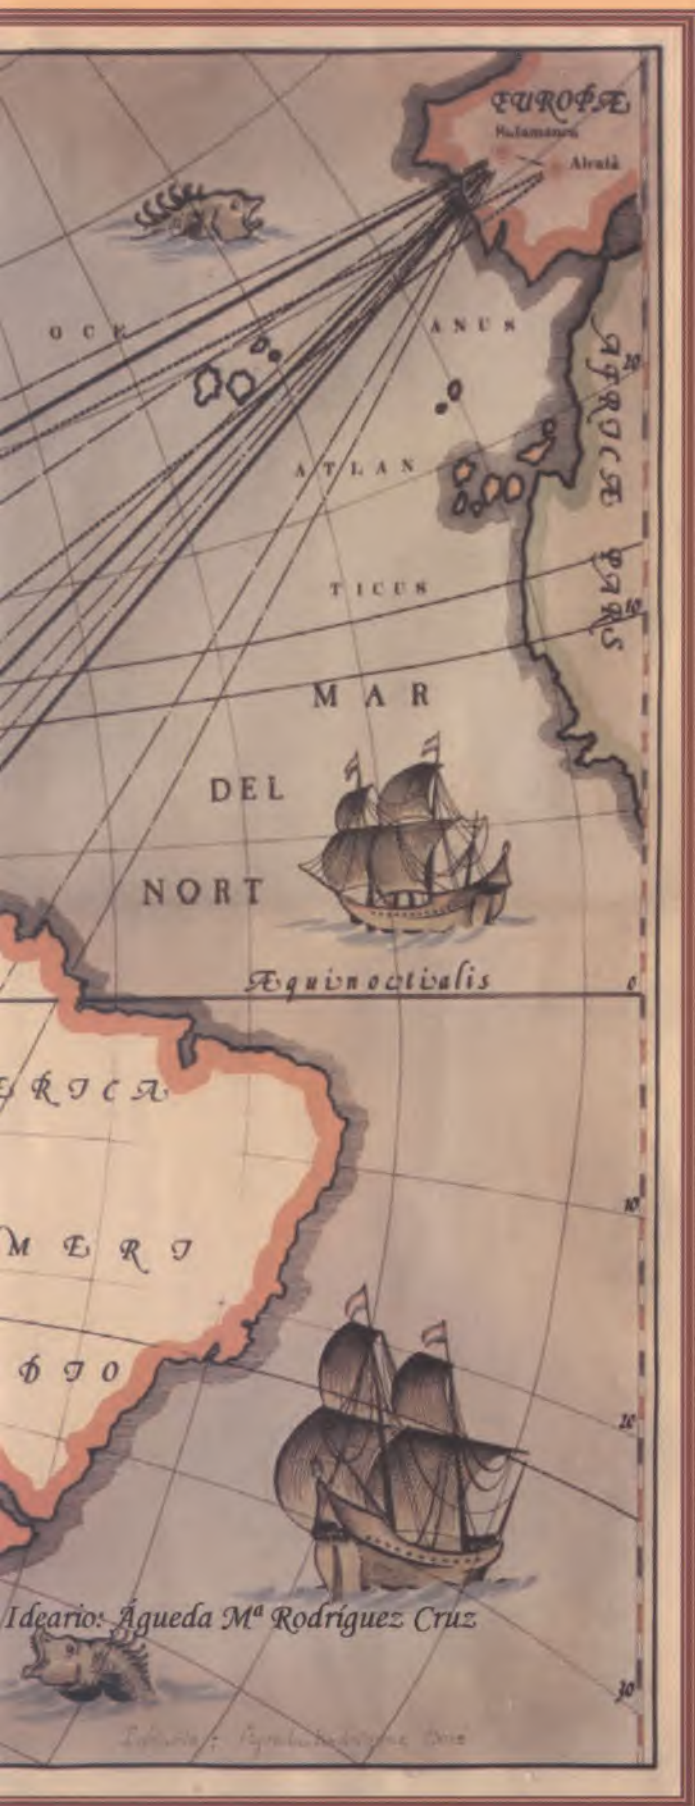 EUROPÆ
Salamanca
Alcalá
OCE
ANUS
AFRICÆ PARS
20
ATLAN
TICUS
10
MAR
DEL
NORT
Æquinoctialis
0
ERICA
10
MERI
DIO
20
Ideario: Águeda Mª Rodríguez Cruz
30